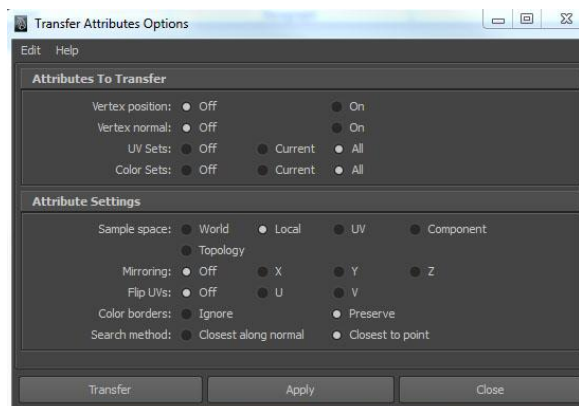 Transfer Attributes Options
Edit Help
Attributes To Transfer
Vertex position: Off On
Vertex normal: Off On
UV Sets: Off Current All
Color Sets: Off Current All
Attribute Settings
Sample space: World Local UV Component
Topology
Mirroring: Off X Y Z
Flip UVs: Off U V
Color borders: Ignore Preserve
Search method: Closest along normal Closest to point
Transfer Apply Close